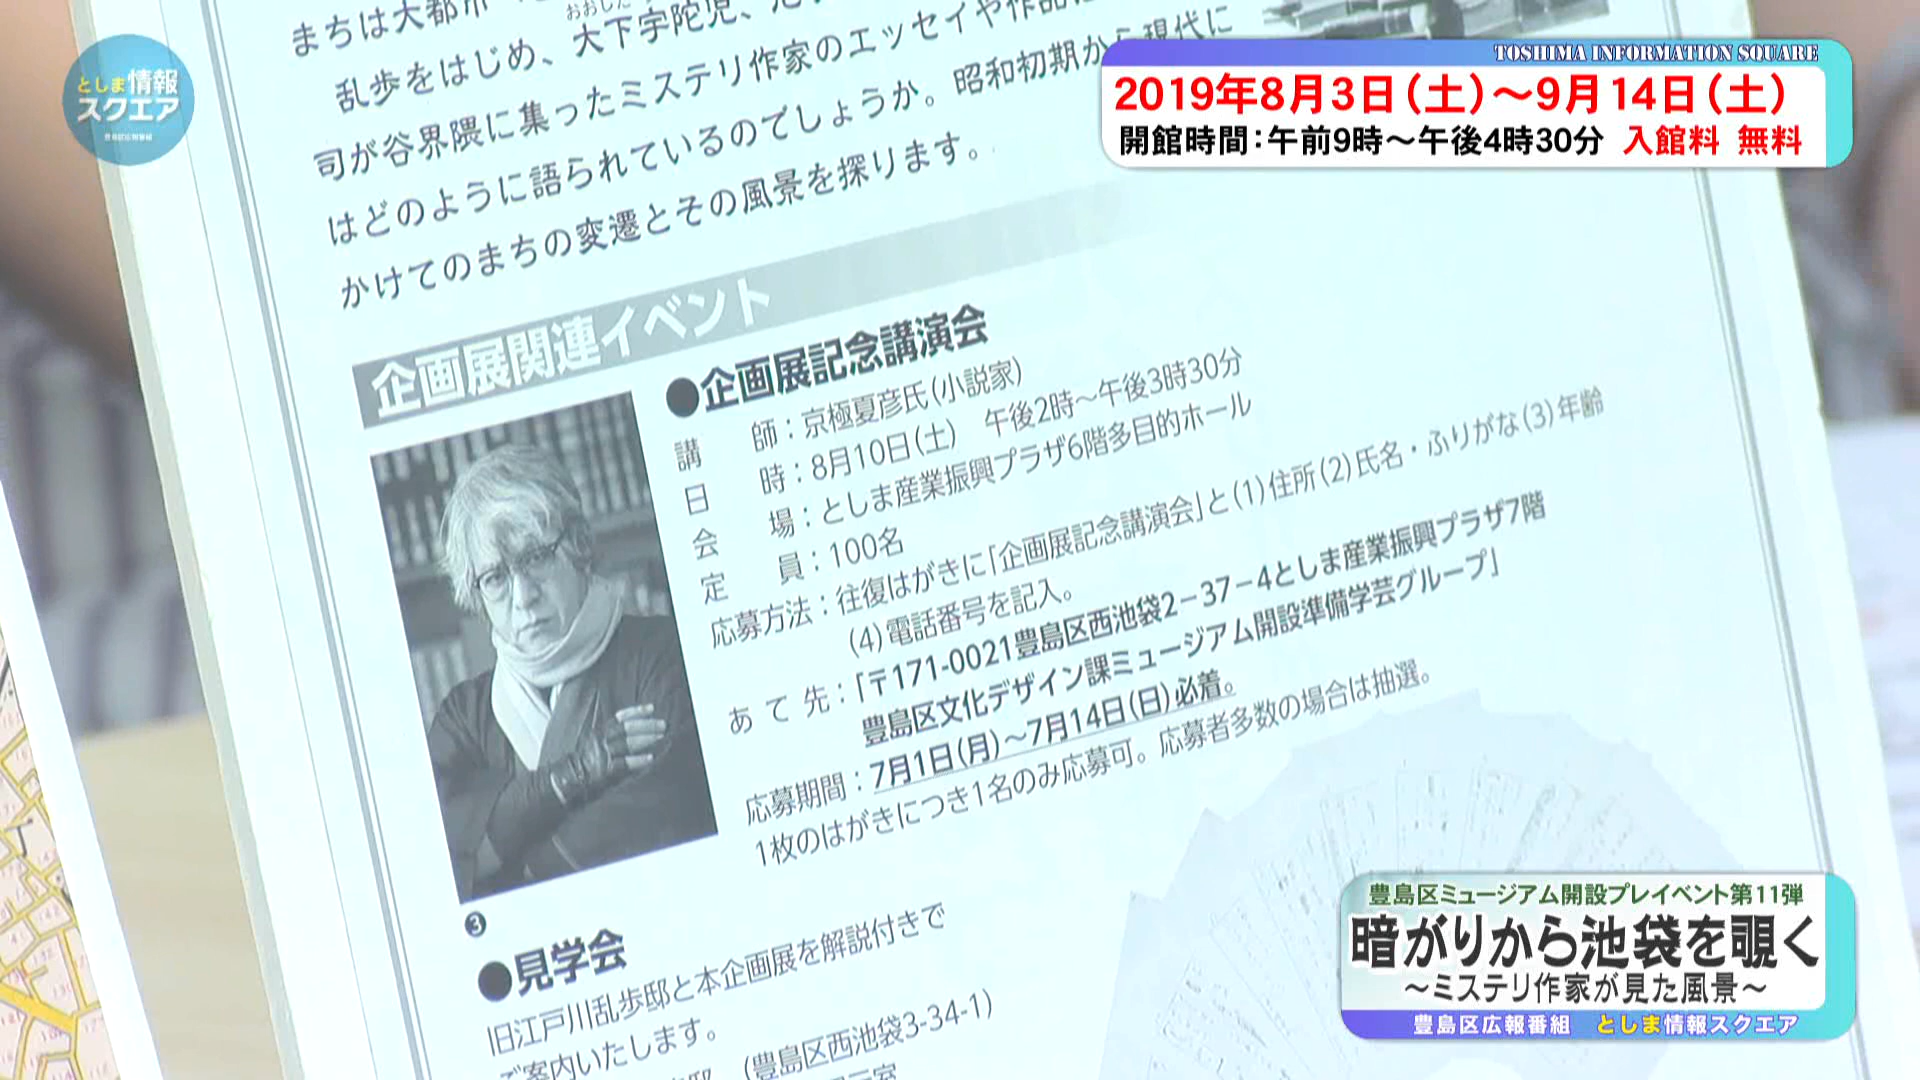 まちは大都市
おおした
乱歩をはじめ、大下宇陀児、
司が谷界隈に集ったミステリ作家のエッセイや作品に
はどのように語られているのでしょうか。昭和初期から現代に
かけてのまちの変遷とその風景を探ります。
としま情報
スクエア
豊島区広報番組
TOSHIMA INFORMATION SQUARE
2019年8月3日(土)～9月14日(土)
開館時間：午前9時～午後4時30分 入館料 無料
企画展関連イベント
●企画展記念講演会
講師：京極夏彦氏(小説家)
日時：8月10日(土) 午後2時～午後3時30分
会場：としま産業振興プラザ6階多目的ホール
定員：100名
応募方法：往復はがきに「企画展記念講演会」と(1)住所(2)氏名・ふりがな(3)年齢
(4)電話番号を記入。
あて先：「〒171-0021豊島区西池袋2－37－4としま産業振興プラザ7階
豊島区文化デザイン課ミュージアム開設準備学芸グループ」
応募期間：7月1日(月)～7月14日(日)必着。
1枚のはがきにつき1名のみ応募可。応募者多数の場合は抽選。
❸
●見学会
旧江戸川乱歩邸と本企画展を解説付きで
ご案内いたします。
(豊島区西池袋3-34-1)
豊島区ミュージアム開設プレイベント第11弾
暗がりから池袋を覗く
～ミステリ作家が見た風景～
豊島区広報番組 としま情報スクエア